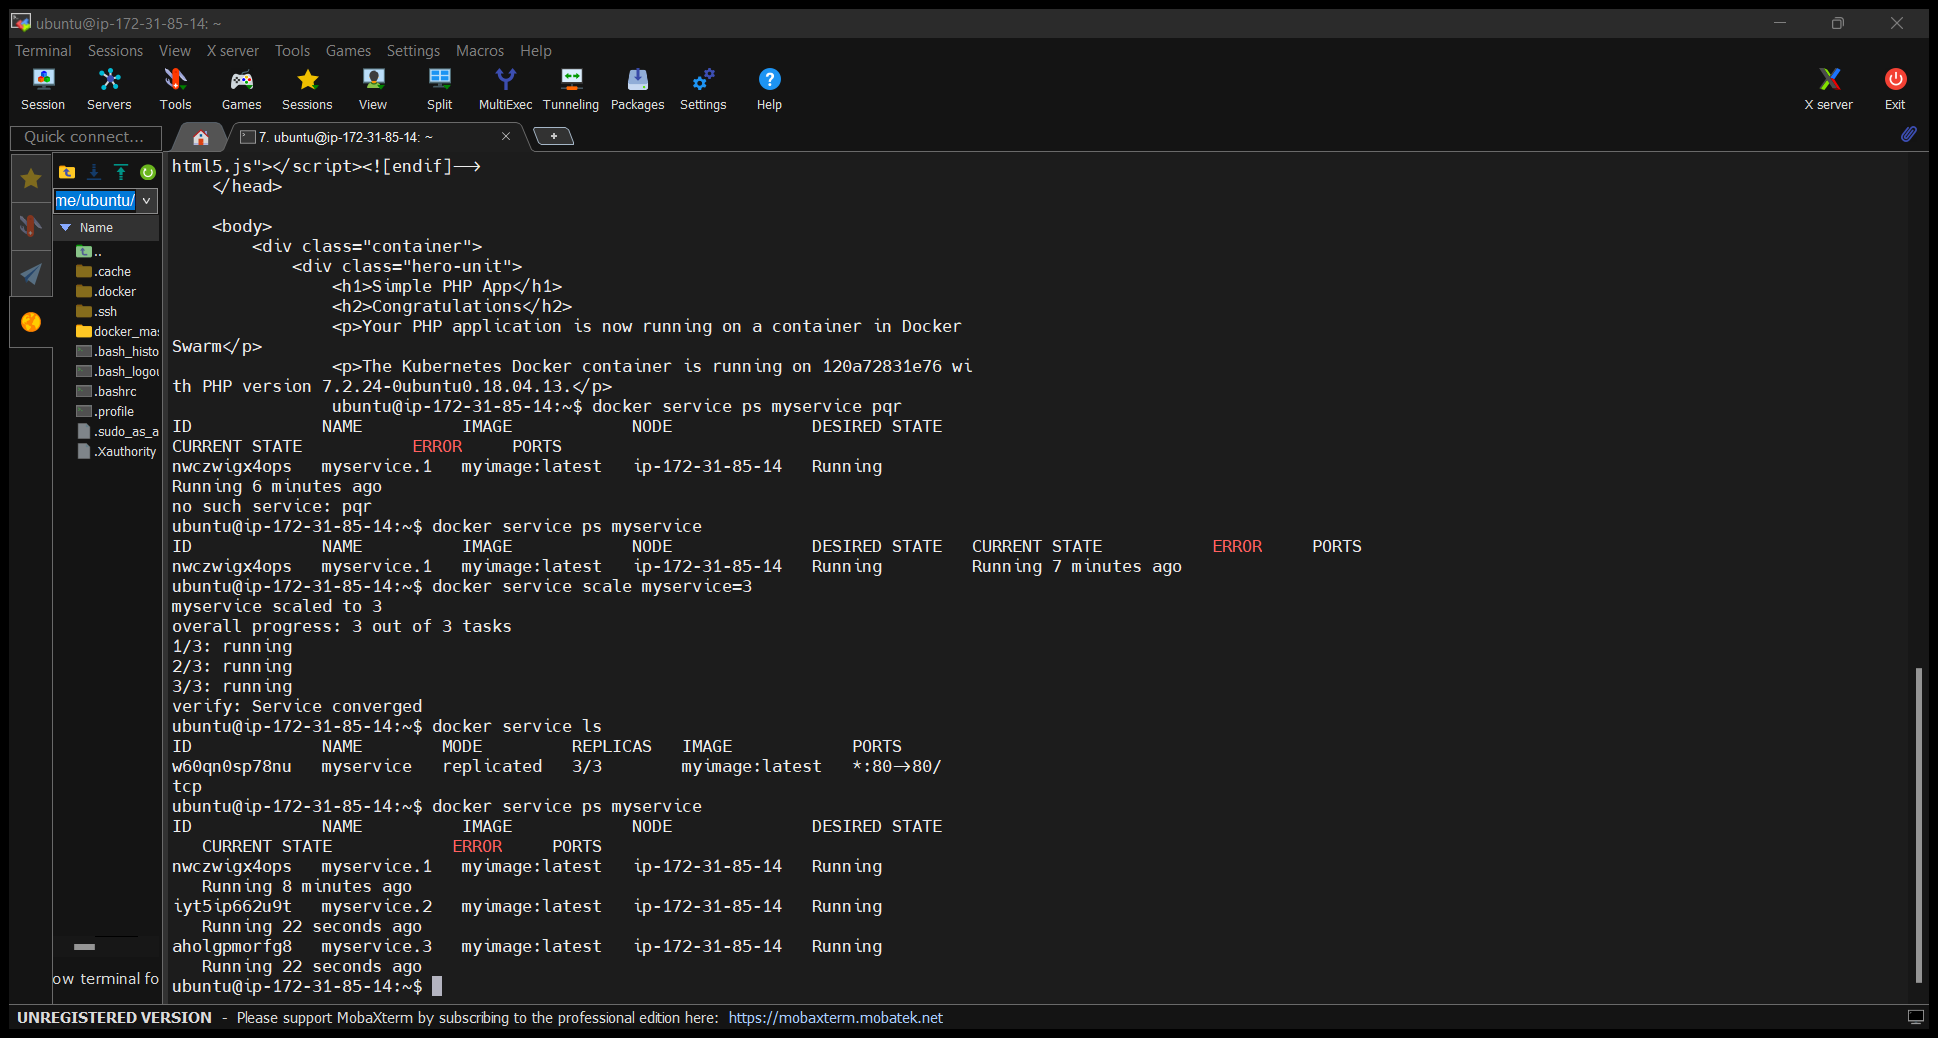 ubuntu@ip-172-31-85-14: ~
Terminal Sessions View X server Tools Games Settings Macros Help
Session Servers Tools Games Sessions View Split MultiExec Tunneling Packages Settings Help X server Exit
Quick connect...
7. ubuntu@ip-172-31-85-14: ~
me/ubuntu/
Name
..
.cache
.docker
.ssh
docker_mas
.bash_histo
.bash_logou
.bashrc
.profile
.sudo_as_a
.Xauthority
ow terminal fo
html5.js"></script><![endif]-->
</head>
<body>
<div class="container">
<div class="hero-unit">
<h1>Simple PHP App</h1>
<h2>Congratulations</h2>
<p>Your PHP application is now running on a container in Docker
Swarm</p>
<p>The Kubernetes Docker container is running on 120a72831e76 wi
th PHP version 7.2.24-0ubuntu0.18.04.13.</p>
ubuntu@ip-172-31-85-14:~$ docker service ps myservice pqr
ID NAME IMAGE NODE DESIRED STATE
CURRENT STATE ERROR PORTS
nwczwigx4ops myservice.1 myimage:latest ip-172-31-85-14 Running
Running 6 minutes ago
no such service: pqr
ubuntu@ip-172-31-85-14:~$ docker service ps myservice
ID NAME IMAGE NODE DESIRED STATE CURRENT STATE ERROR PORTS
nwczwigx4ops myservice.1 myimage:latest ip-172-31-85-14 Running Running 7 minutes ago
ubuntu@ip-172-31-85-14:~$ docker service scale myservice=3
myservice scaled to 3
overall progress: 3 out of 3 tasks
1/3: running
2/3: running
3/3: running
verify: Service converged
ubuntu@ip-172-31-85-14:~$ docker service ls
ID NAME MODE REPLICAS IMAGE PORTS
w60qn0sp78nu myservice replicated 3/3 myimage:latest *:80->80/
tcp
ubuntu@ip-172-31-85-14:~$ docker service ps myservice
ID NAME IMAGE NODE DESIRED STATE
CURRENT STATE ERROR PORTS
nwczwigx4ops myservice.1 myimage:latest ip-172-31-85-14 Running
Running 8 minutes ago
iyt5ip662u9t myservice.2 myimage:latest ip-172-31-85-14 Running
Running 22 seconds ago
aholgpmorfg8 myservice.3 myimage:latest ip-172-31-85-14 Running
Running 22 seconds ago
ubuntu@ip-172-31-85-14:~$
UNREGISTERED VERSION - Please support MobaXterm by subscribing to the professional edition here: https://mobaxterm.mobatek.net